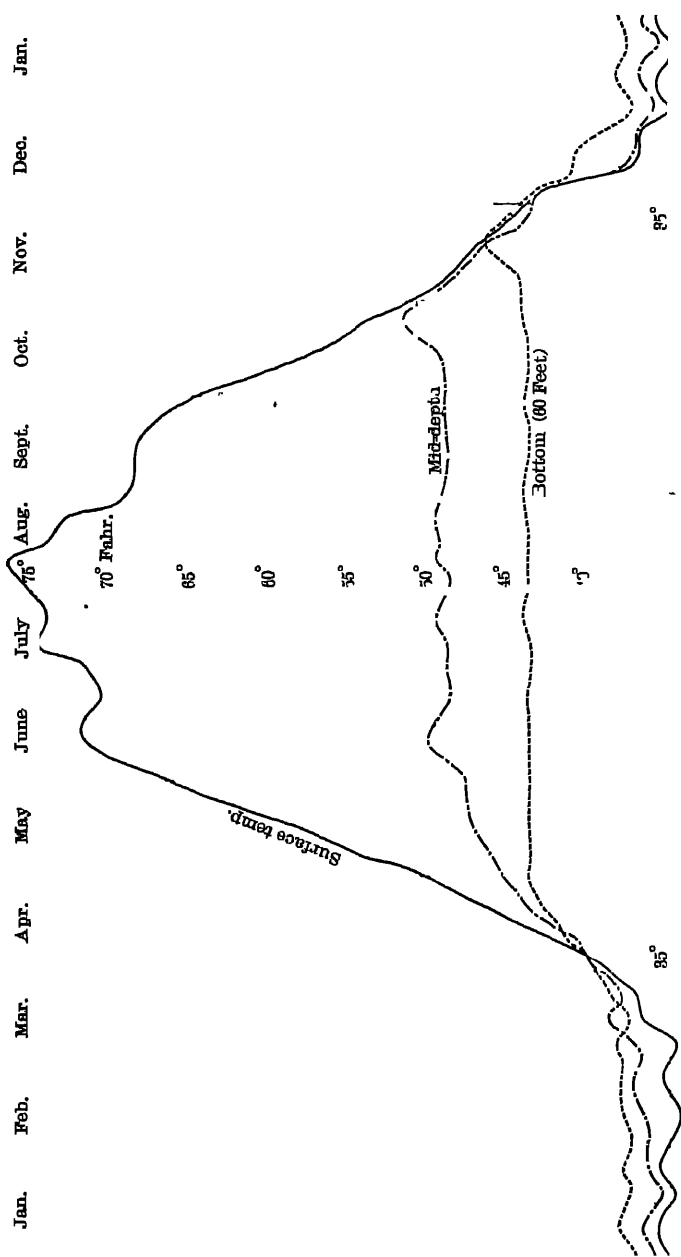 Jan. Feb. Mar. Apr. May June July Aug. Sept. Oct. Nov. Dec. Jan.
75°
70° Fahr.
65°
60°
55°
50°
45°
35°
35°
Surface temp.
Mid-depth
Bottom (60 Feet)